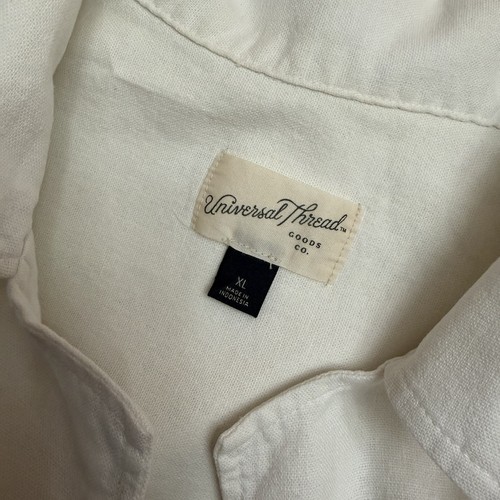 Universal Thread™
GOODS
CO.
XL
MADE IN
INDONESIA